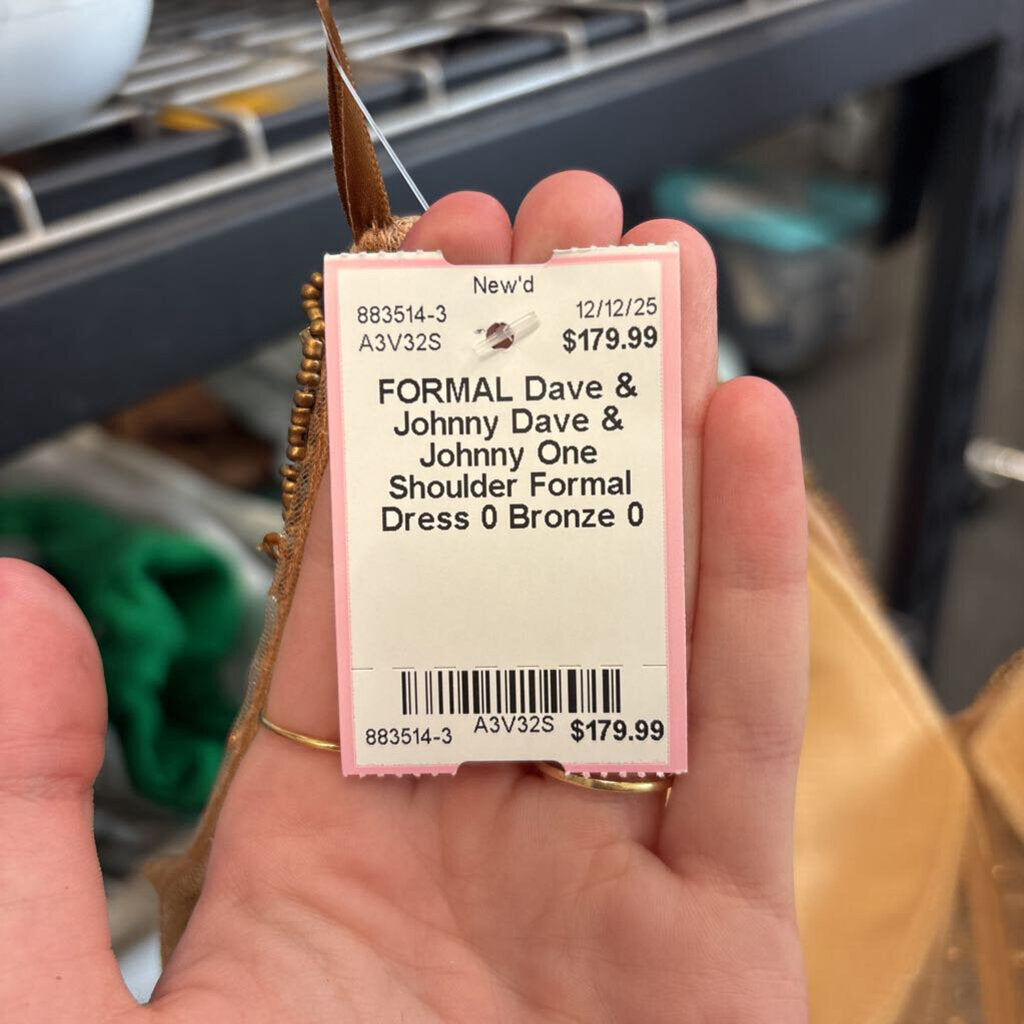 New'd
883514-3 12/12/25
A3V32S $179.99
FORMAL Dave &
Johnny Dave &
Johnny One
Shoulder Formal
Dress 0 Bronze 0
883514-3 A3V32S $179.99